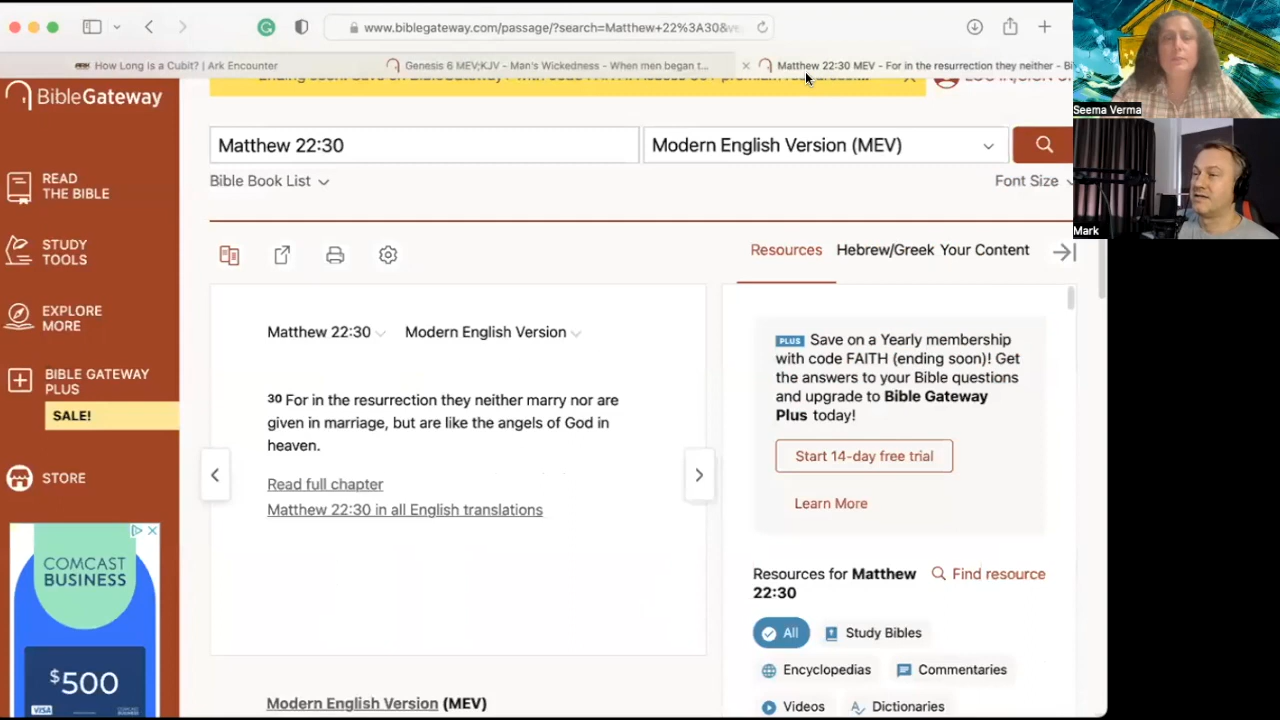 www.biblegateway.com/passage/?search=Matthew+22%3A30&
How Long is a Cubit? | Ark Encounter
Genesis 6 MEV;KJV - Man's Wickedness - When men began t...
Matthew 22:30 MEV - For in the resurrection they neither - Bi
BibleGateway
Matthew 22:30
Modern English Version (MEV)
Bible Book List
Font Size
READ
THE BIBLE
STUDY
TOOLS
EXPLORE
MORE
BIBLE GATEWAY
PLUS
SALE!
STORE
COMCAST
BUSINESS
$500
VISA
Resources
Hebrew/Greek
Your Content
Matthew 22:30
Modern English Version
30 For in the resurrection they neither marry nor are
given in marriage, but are like the angels of God in
heaven.
Read full chapter
Matthew 22:30 in all English translations
Modern English Version (MEV)
PLUS Save on a Yearly membership
with code FAITH (ending soon)! Get
the answers to your Bible questions
and upgrade to Bible Gateway
Plus today!
Start 14-day free trial
Learn More
Resources for Matthew
22:30
Find resource
All
Study Bibles
Encyclopedias
Commentaries
Videos
Dictionaries
Seema Verma
Mark